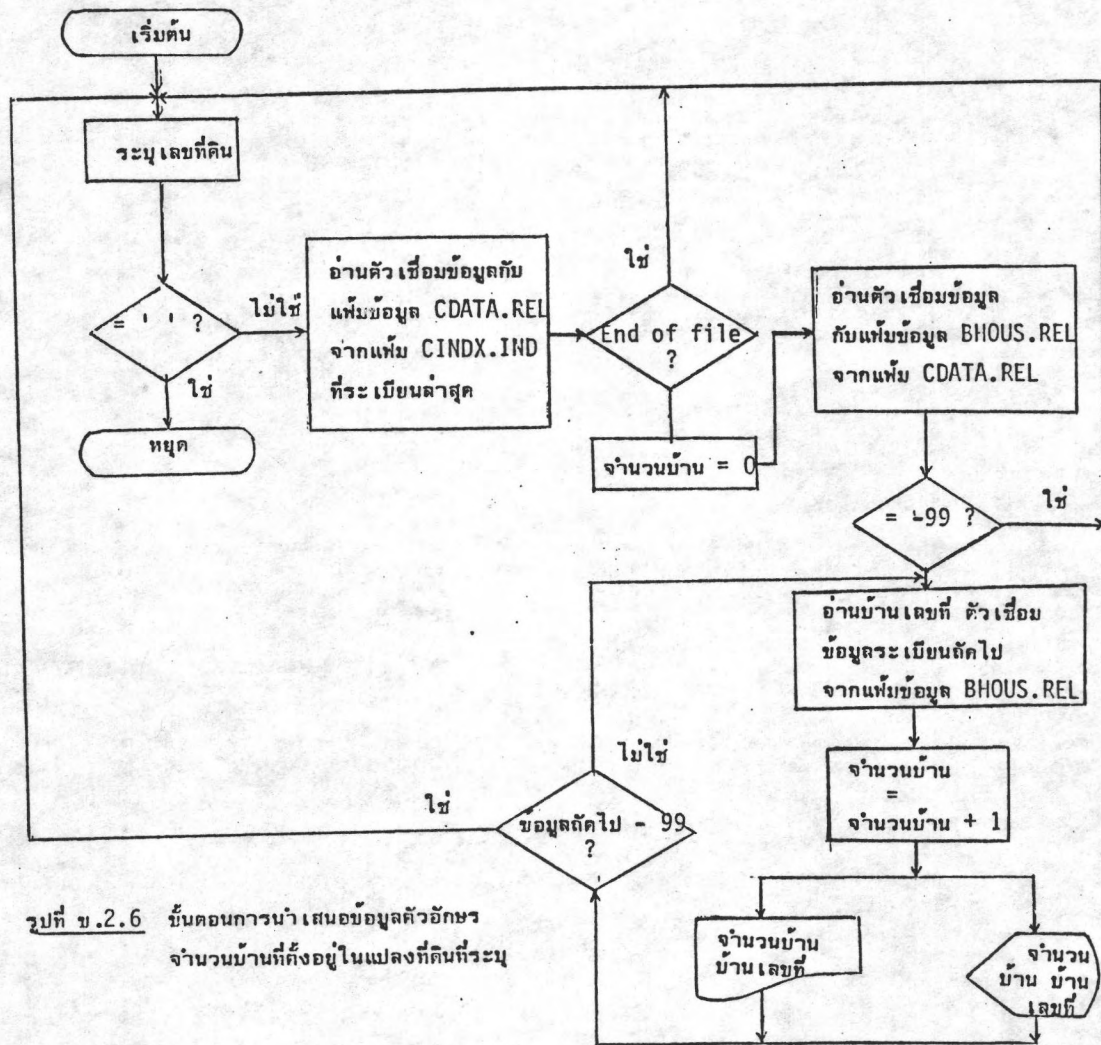 เริ่มต้น
ระบุเลขที่ดิน
= ' ' ?
ไม่ใช่
ใช่
หยุด
อ่านตัวเชื่อมข้อมูลกับ
แฟ้มข้อมูล CDATA.REL
จากแฟ้ม CINDX.IND
ที่ระเบียนล่าสุด
ใช่
End of file
?
จำนวนบ้าน = 0
อ่านตัวเชื่อมข้อมูล
กับแฟ้มข้อมูล BHOUS.REL
จากแฟ้ม CDATA.REL
= -99 ?
ใช่
อ่านบ้านเลขที่ ตัวเชื่อม
ข้อมูลระเบียนถัดไป
จากแฟ้มข้อมูล BHOUS.REL
จำนวนบ้าน
=
จำนวนบ้าน + 1
ไม่ใช่
ใช่
ข้อมูลถัดไป - 99
?
จำนวนบ้าน
บ้านเลขที่
จำนวน
บ้าน บ้าน
เลขที่
รูปที่ ข.2.6 ขั้นตอนการนำเสนอข้อมูลตัวอักษร
จำนวนบ้านที่ตั้งอยู่ในแปลงที่ดินที่ระบุ